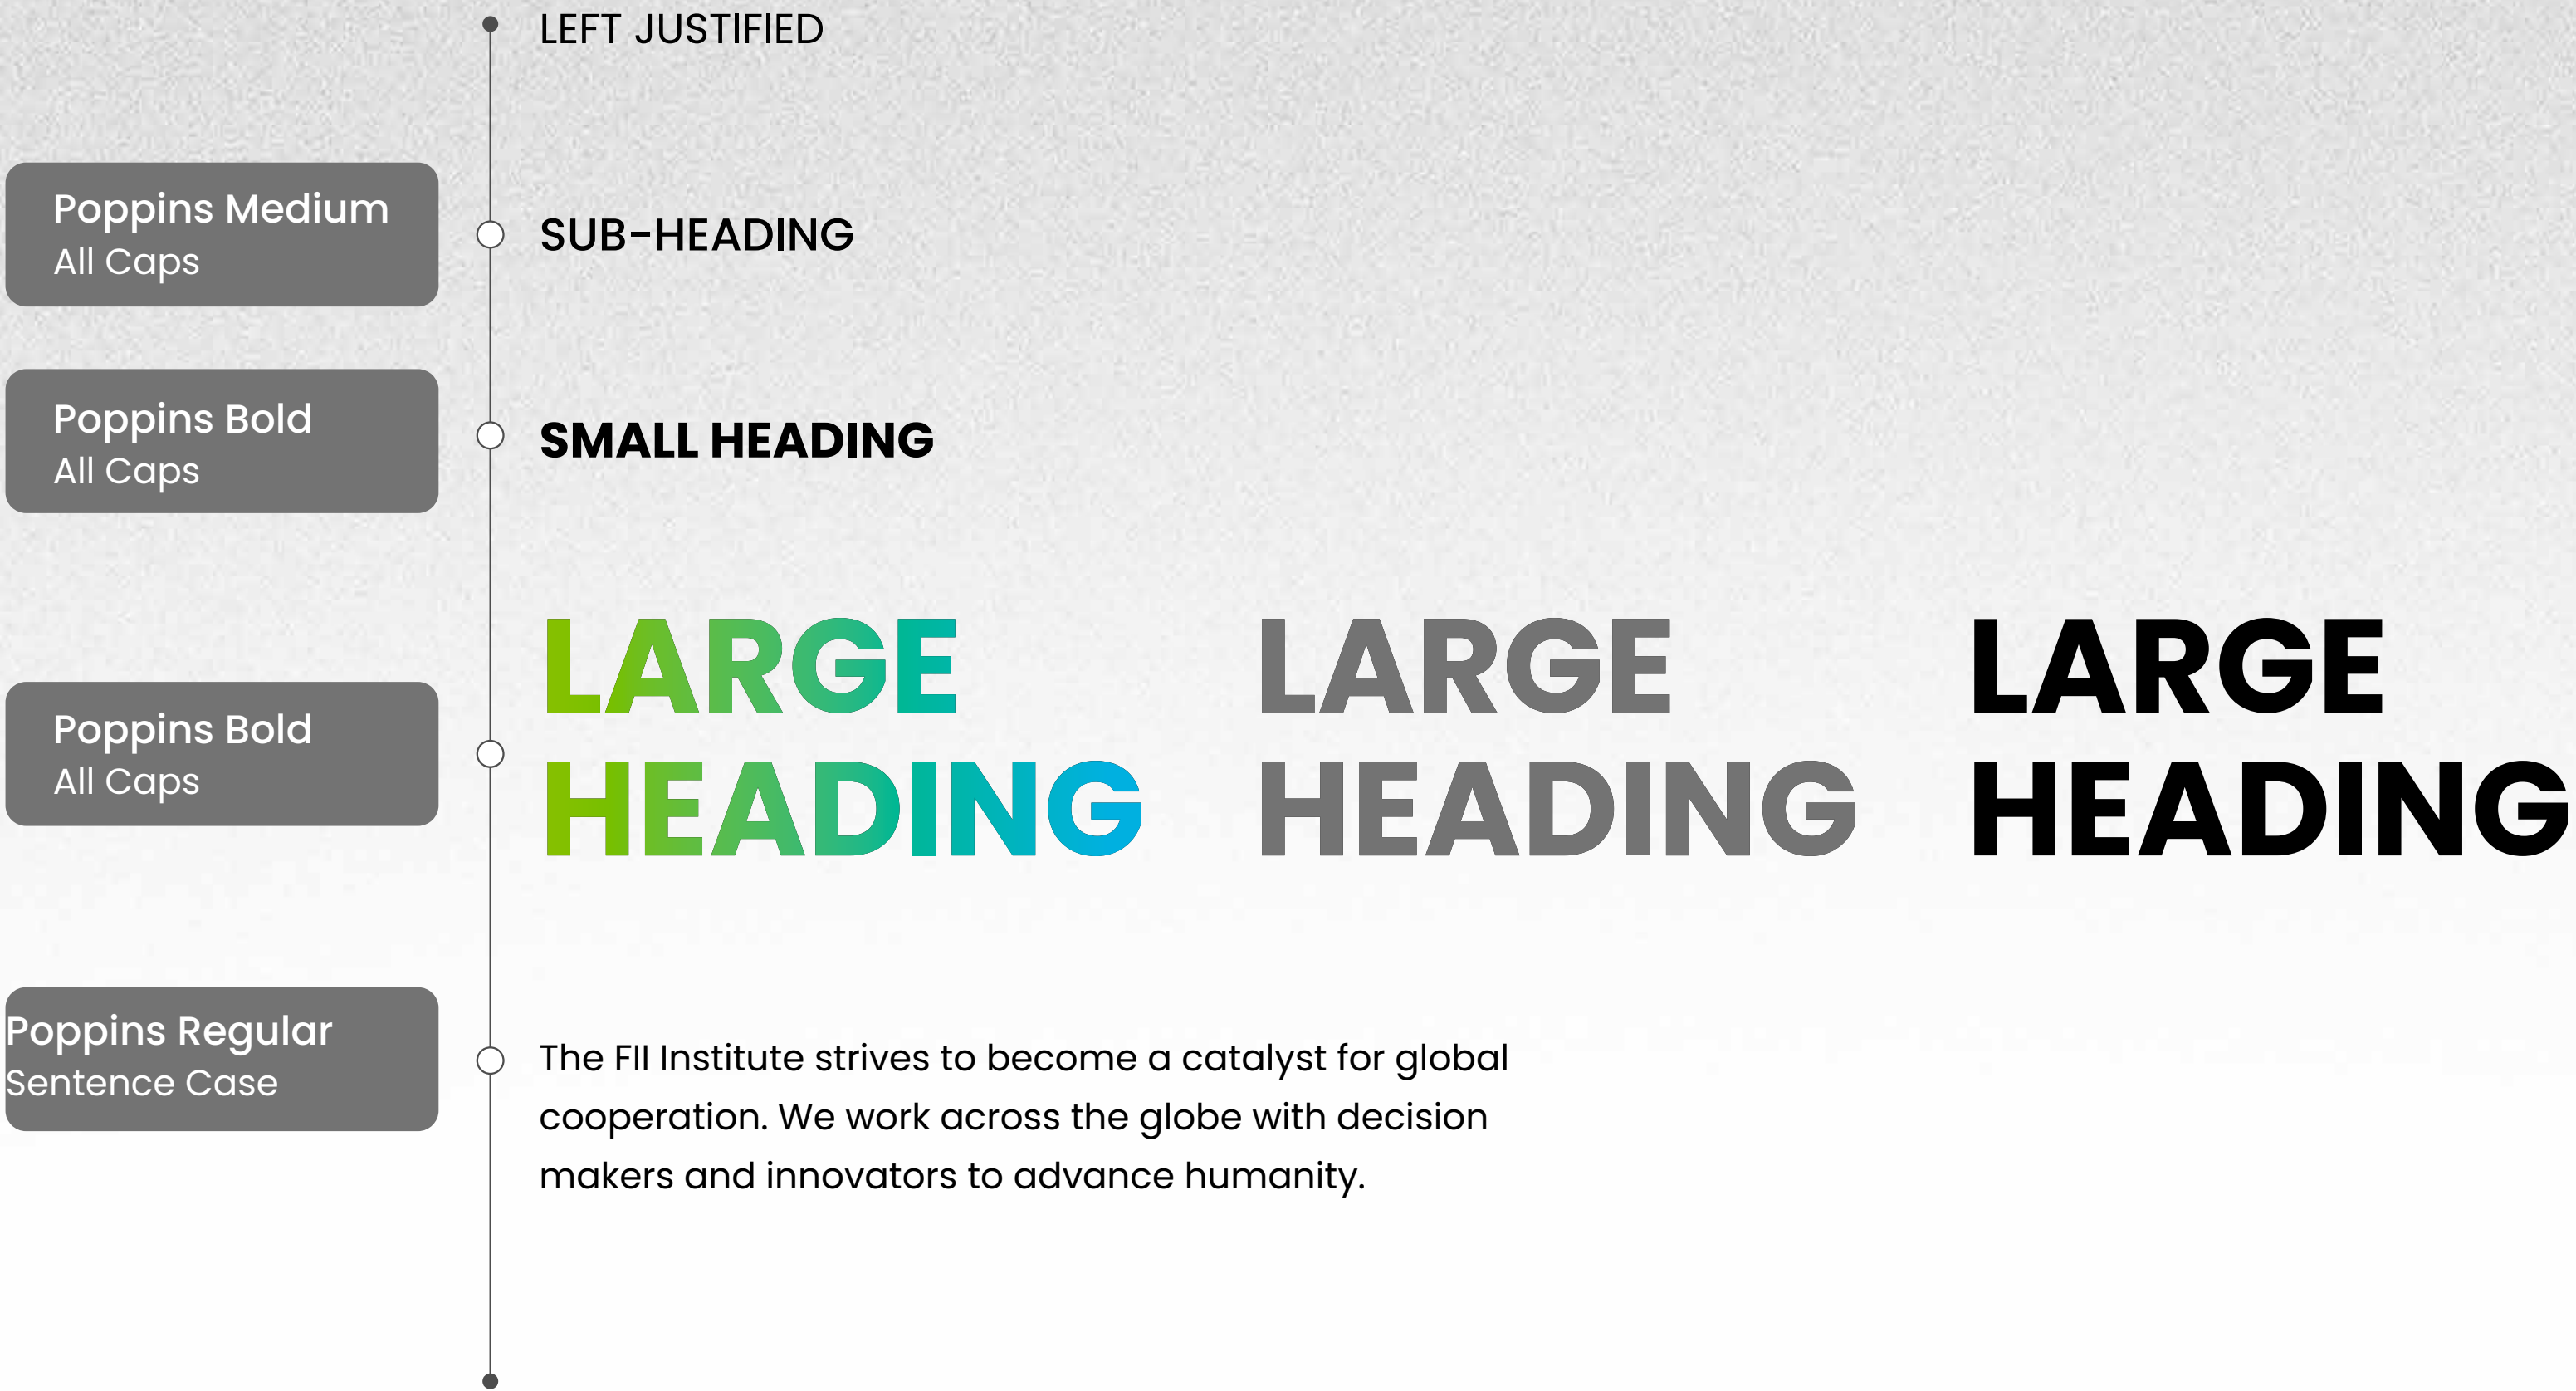 LEFT JUSTIFIED
Poppins Medium
All Caps
SUB-HEADING
Poppins Bold
All Caps
SMALL HEADING
Poppins Bold
All Caps
LARGE
HEADING
LARGE
HEADING
LARGE
HEADING
Poppins Regular
Sentence Case
The FII Institute strives to become a catalyst for global
cooperation. We work across the globe with decision
makers and innovators to advance humanity.